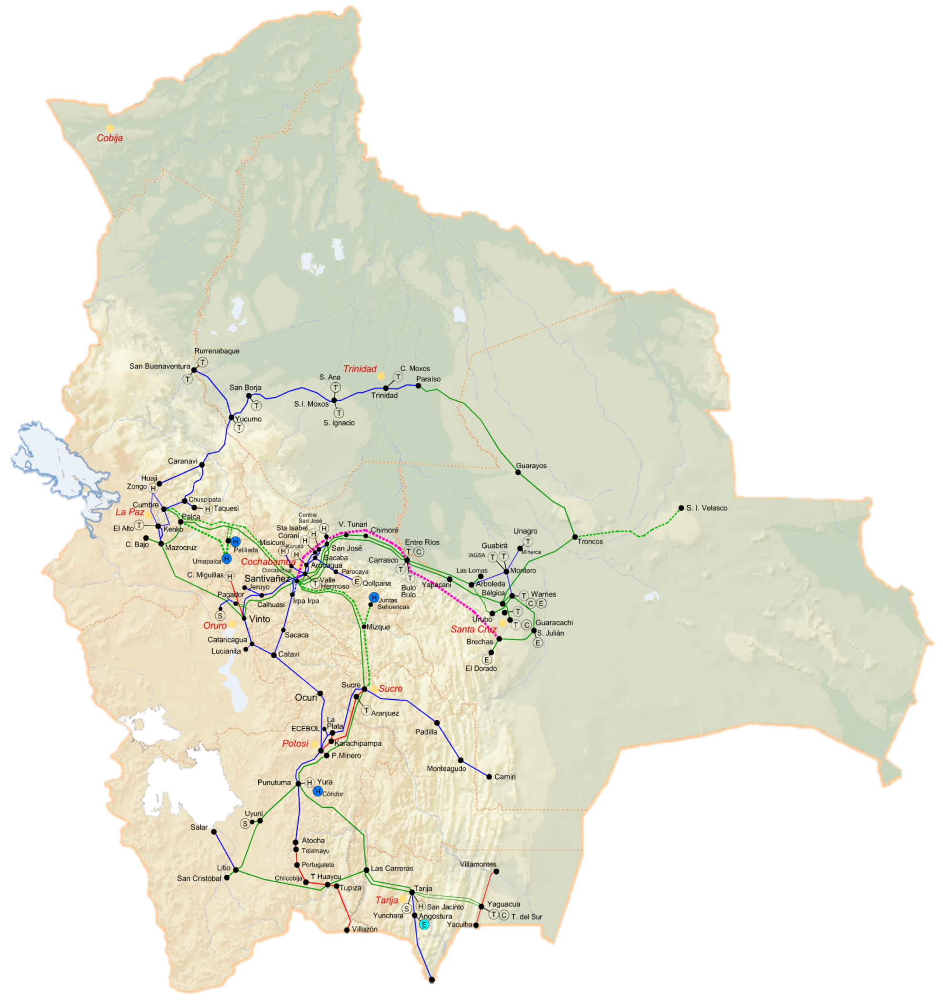 Cobija
Rurrenabaque
T
San Buenaventura
T
Trinidad
C. Moxos
T
Paraíso
S. Ana
T
Trinidad
San Borja
T
S.I. Moxos
T
S. Ignacio
Yucumo
T
Caranavi
Guarayos
Huaji
Zongo
H
Chuspipata
Cumbre
H
Taquesi
S. I. Velasco
La Paz
Palca
Central
San José
H
El Alto
T
Kenko
Sta Isabel
H
V. Tunari
Chimoré
Unagro
T
Corani
H
C. Bajo
Mazocruz
H
Palillada
Misicuni
H
Kanata
H
San José
Entre Ríos
T
C
Guabirá
Mineros
Troncos
Umapalca
H
Cochabamba
Sacaba
Carrasco
IAGSA
T
T
Arocagua
Colcapirhua
Paracaya
T
Las Lomas
Montero
C. Miguillas
H
Santivañez
Valle
Hermoso
T
E
Qollpana
T
Bulo
Bulo
Yapacani
Arboleda
Jeruyo
Bélgica
T
Warnes
C
E
Pagador
Caihuasi
Irpa Irpa
H
Juntas
Sehuencas
S
Vinto
Urubó
T
Oruro
Mizque
Santa Cruz
T
C
Guaracachi
S. Julián
E
Cataricagua
Sacaca
Brechas
Lucianita
Catavi
E
El Dorado
Sucre
Sucre
Ocuri
T
Aranjuez
La
Plata
ECEBOL
Padilla
Potosí
Karachipampa
P.Minero
Monteagudo
Camiri
Punutuma
H
Yura
H
Cóndor
Uyuni
S
Salar
Atocha
Telamayu
Portugalete
Litio
Las Carreras
Villamontes
San Cristóbal
Chilcobija
T Huaycu
Tupiza
Tarija
Tarija
S
H
San Jacinto
Yaguacua
T
C
T. del Sur
Yunchara
Angostura
E
Yacuiba
Villazón